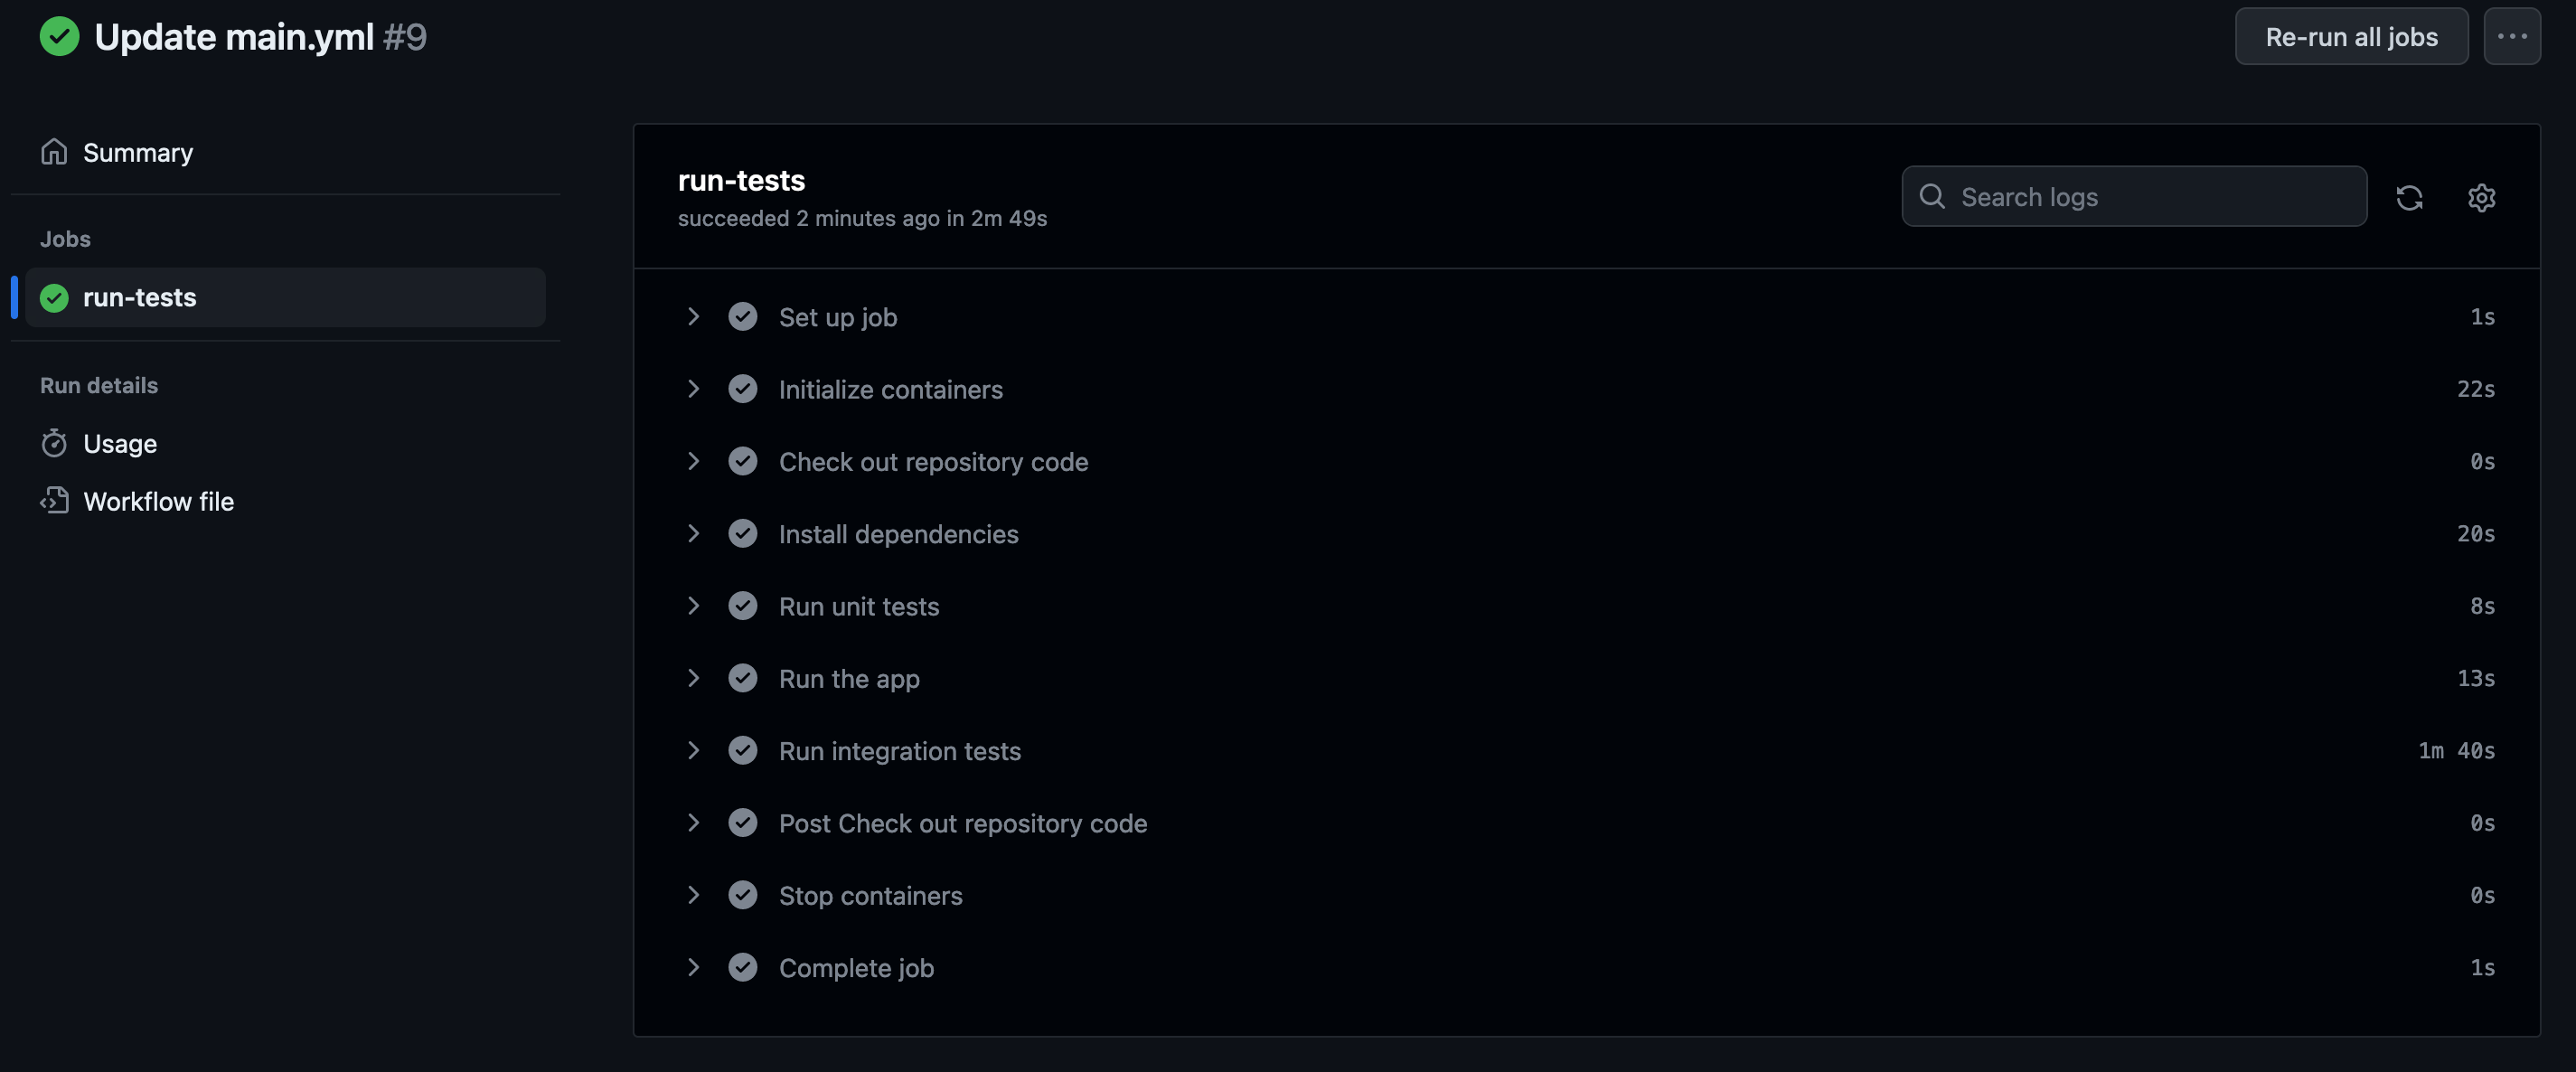 Update main.yml #9
Re-run all jobs
Summary
Jobs
run-tests
Run details
Usage
Workflow file
run-tests
succeeded 2 minutes ago in 2m 49s
Search logs
Set up job 1s
Initialize containers 22s
Check out repository code 0s
Install dependencies 20s
Run unit tests 8s
Run the app 13s
Run integration tests 1m 40s
Post Check out repository code 0s
Stop containers 0s
Complete job 1s